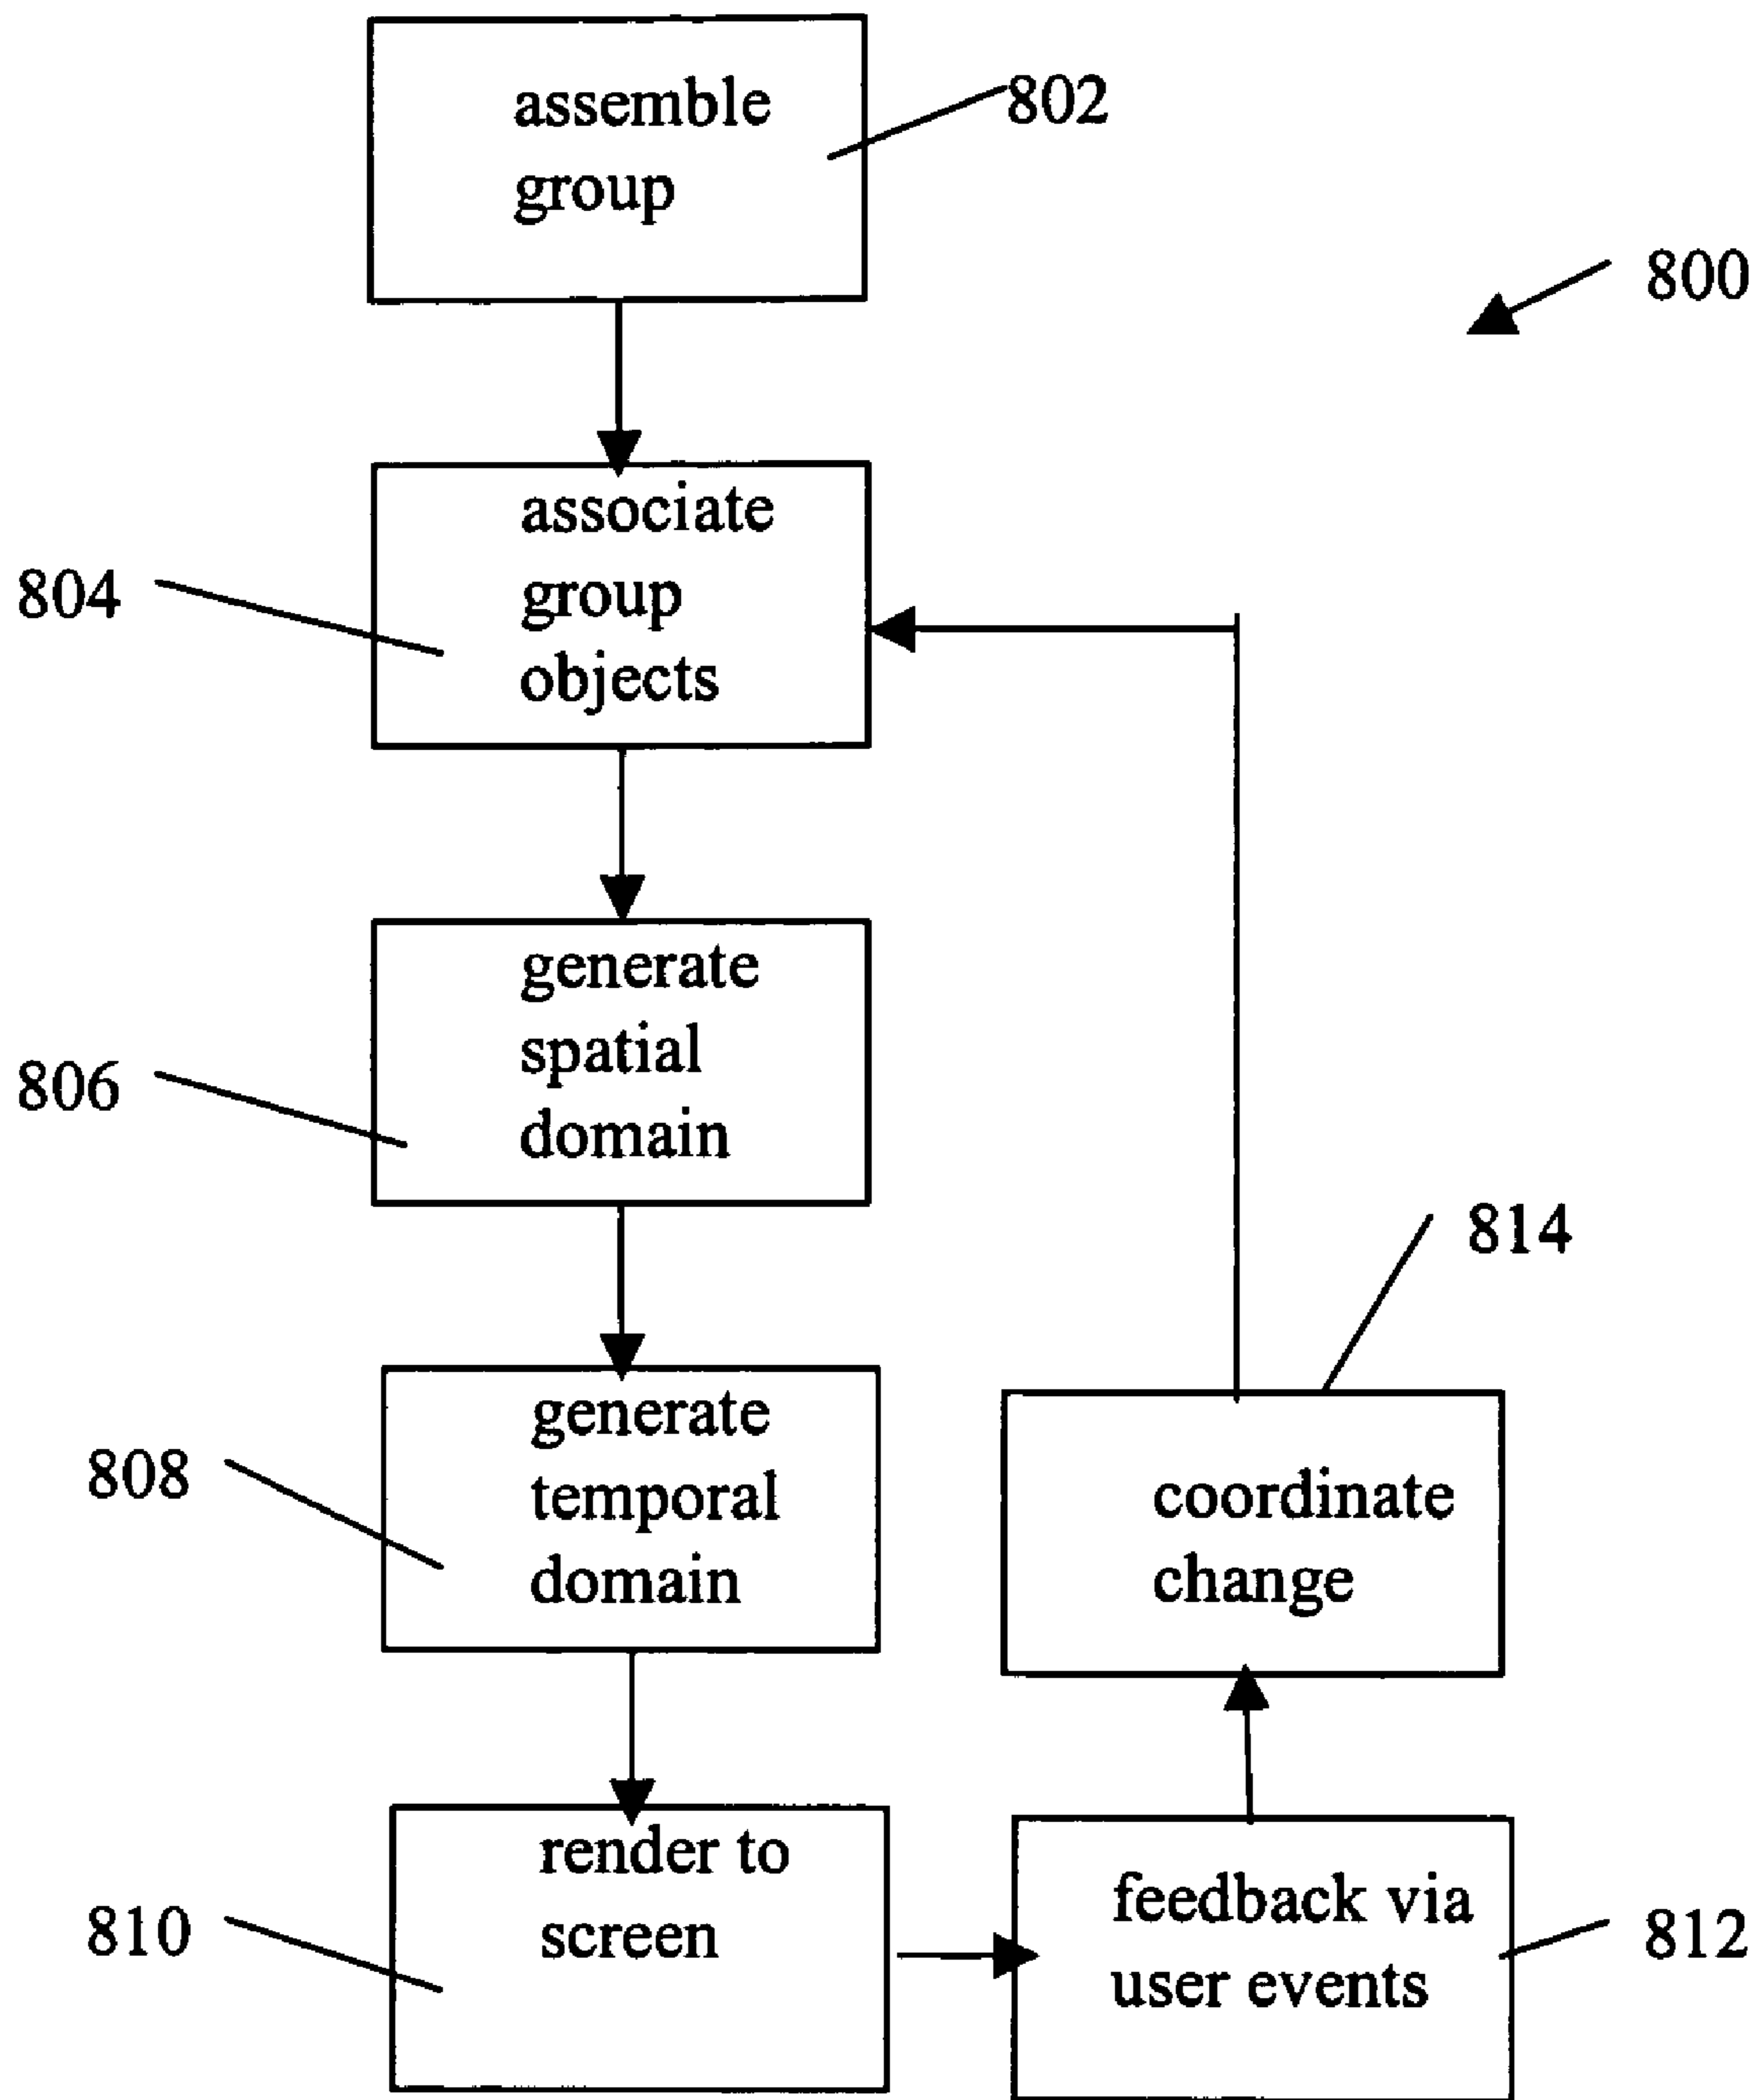 assemble
group
802
800
associate
group
objects
804
generate
spatial
domain
806
814
generate
temporal
domain
808
coordinate
change
render to
screen
810
feedback via
user events
812